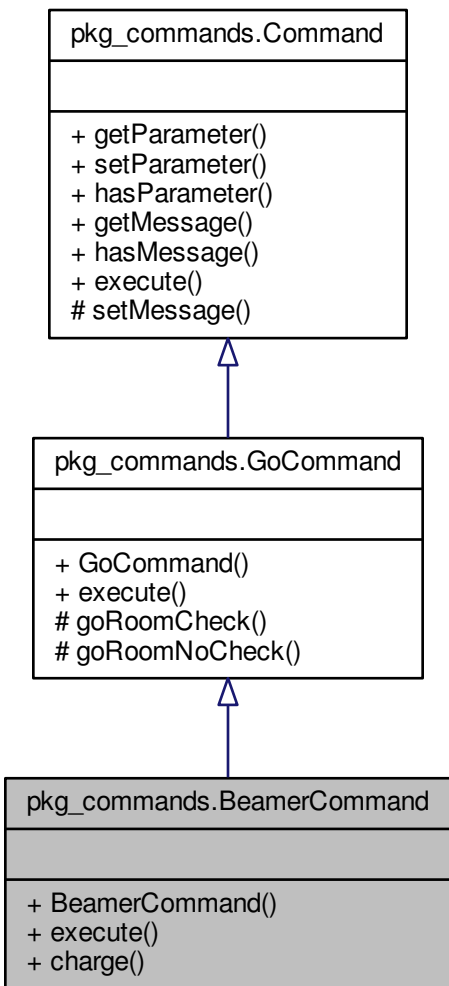 pkg_commands.Command
+ getParameter()
+ setParameter()
+ hasParameter()
+ getMessage()
+ hasMessage()
+ execute()
# setMessage()
pkg_commands.GoCommand
+ GoCommand()
+ execute()
# goRoomCheck()
# goRoomNoCheck()
pkg_commands.BeamerCommand
+ BeamerCommand()
+ execute()
+ charge()